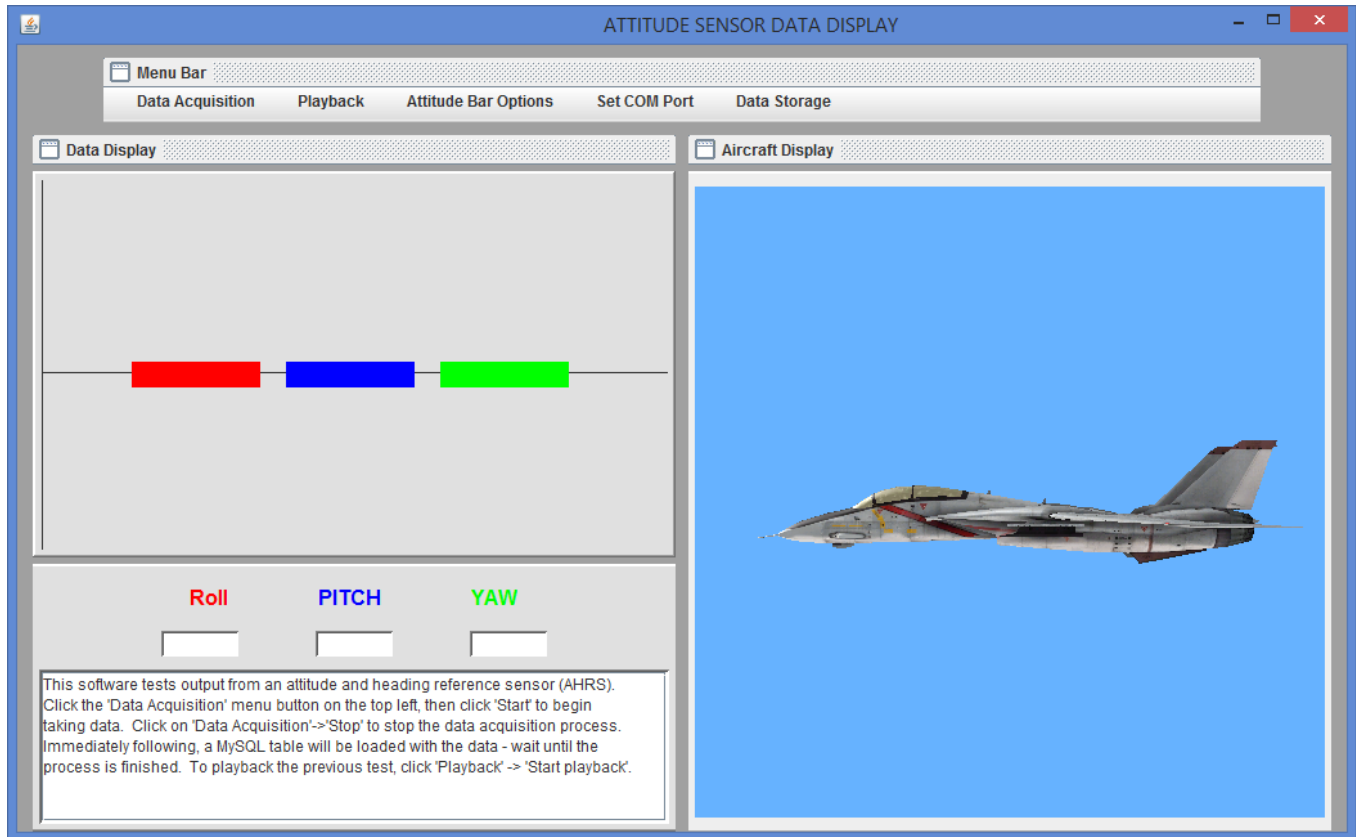 ATTITUDE SENSOR DATA DISPLAY
Menu Bar
Data Acquisition Playback Attitude Bar Options Set COM Port Data Storage
Data Display
Aircraft Display
Roll PITCH YAW
This software tests output from an attitude and heading reference sensor (AHRS).
Click the 'Data Acquisition' menu button on the top left, then click 'Start' to begin
taking data.  Click on 'Data Acquisition'->'Stop' to stop the data acquisition process.
Immediately following, a MySQL table will be loaded with the data - wait until the
process is finished.  To playback the previous test, click 'Playback' -> 'Start playback'.